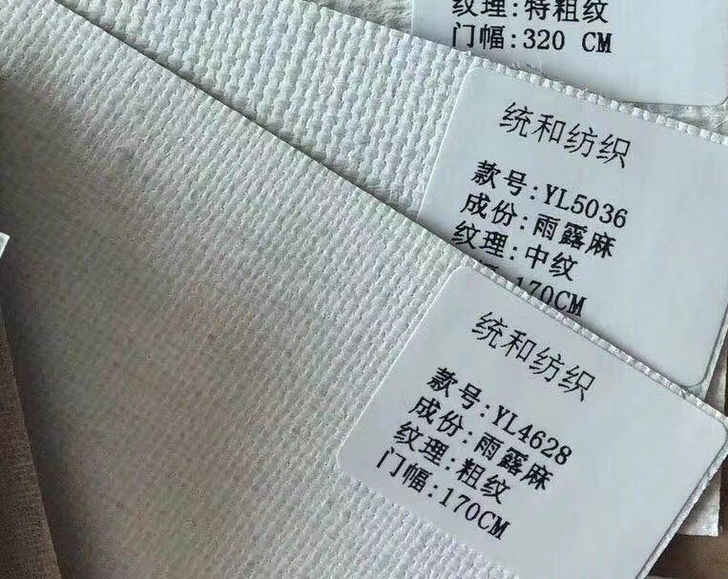 纹理:特粗纹
门幅:320 CM
统和纺织
款号:YL5036
成份:雨露麻
纹理:中纹
170CM
统和纺织
款号:YL4628
成份:雨露麻
纹理:粗纹
门幅:170CM